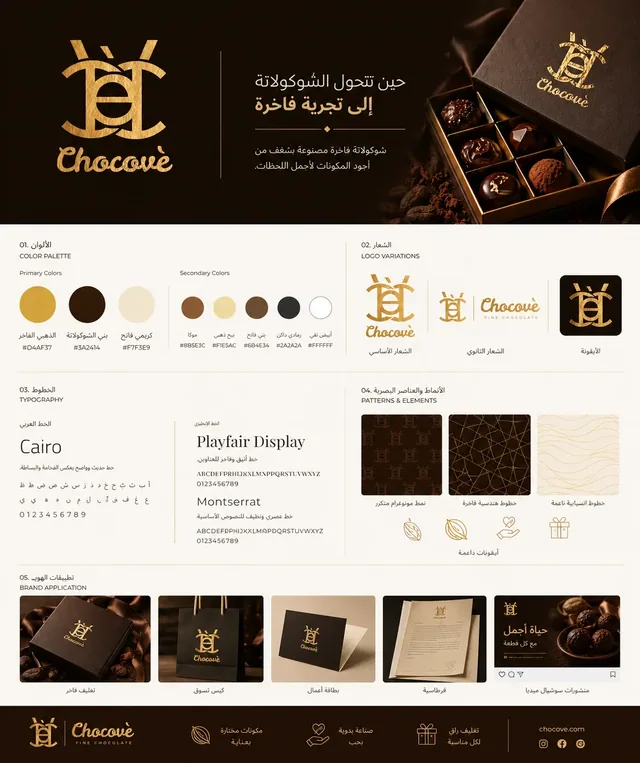 Chocovè
حين تتحول الشوكولاتة
إلى تجربة فاخرة
شوكولاتة فاخرة مصنوعة بشغف من
أجود المكونات لأجمل اللحظات.
Chocovè
01. الألوان
COLOR PALETTE
Primary Colors
الذهبي الفاخر
#D4AF37
بني الشوكولاتة
#3A2414
كريمي فاتح
#F7F3E9
Secondary Colors
موكا
#8B5E3C
بيج ذهبي
#F1E5AC
بني فاتح
#6B4E34
رمادي داكن
#2A2A2A
أبيض نقي
#FFFFFF
02. الشعار
LOGO VARIATIONS
Chocovè
الشعار الأساسي
Chocovè
FINE CHOCOLATE
الشعار الثانوي
الأيقونة
03. الخطوط
TYPOGRAPHY
الخط العربي
Cairo
خط حديث وواضح يعكس الفخامة والبساطة.
0123456789
الخط الإنجليزي
Playfair Display
خط أنيق وفاخر للعناوين.
0123456789
Montserrat
خط عصري ونظيف للنصوص الأساسية
0123456789
04. الأنماط والعناصر البصرية
PATTERNS & ELEMENTS
نمط مونوغرام متكرر
خطوط هندسية فاخرة
خطوط انسيابية ناعمة
أيقونات داعمة
05. تطبيقات الهوية
BRAND APPLICATION
Chocovè
تغليف فاخر
Chocovè
كيس تسوق
Chocovè
بطاقة أعمال
قرطاسية
حياة أجمل
مع كل قطعة
منشورات سوشيال ميديا
Chocovè
FINE CHOCOLATE
مكونات مختارة
بعناية
صناعة يدوية
بحب
تغليف راق
لكل مناسبة
chocove.com